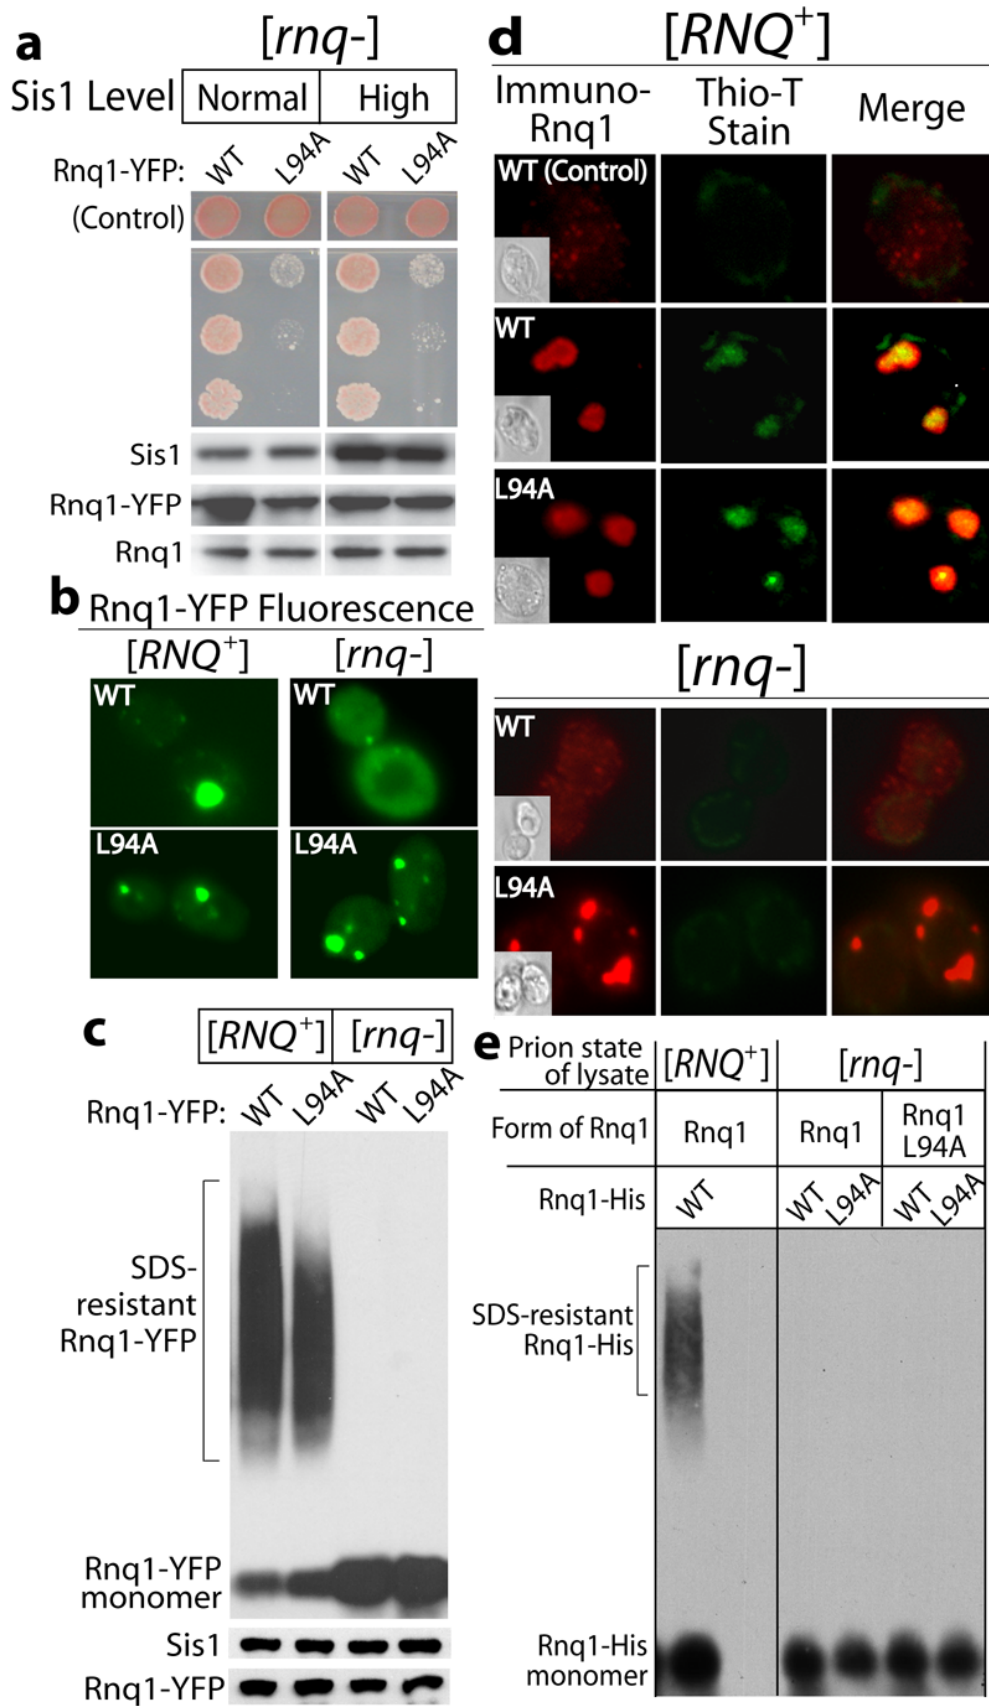 a
[rnq-]
Sis1 Level
Normal
High
Rnq1-YFP:
WT
L94A
WT
L94A
(Control)
Sis1
Rnq1-YFP
Rnq1
b
Rnq1-YFP Fluorescence
[RNQ+]
[rnq-]
WT
WT
L94A
L94A
c
[RNQ+]
[rnq-]
Rnq1-YFP:
WT
L94A
WT
L94A
SDS-
resistant
Rnq1-YFP
Rnq1-YFP
monomer
Sis1
Rnq1-YFP
d
[RNQ+]
Immuno-
Rnq1
Thio-T
Stain
Merge
WT (Control)
WT
L94A
[rnq-]
WT
L94A
e
Prion state
of lysate
[RNQ+]
[rnq-]
Form of Rnq1
Rnq1
Rnq1
Rnq1
L94A
Rnq1-His
WT
WT
L94A
WT
L94A
SDS-resistant
Rnq1-His
Rnq1-His
monomer